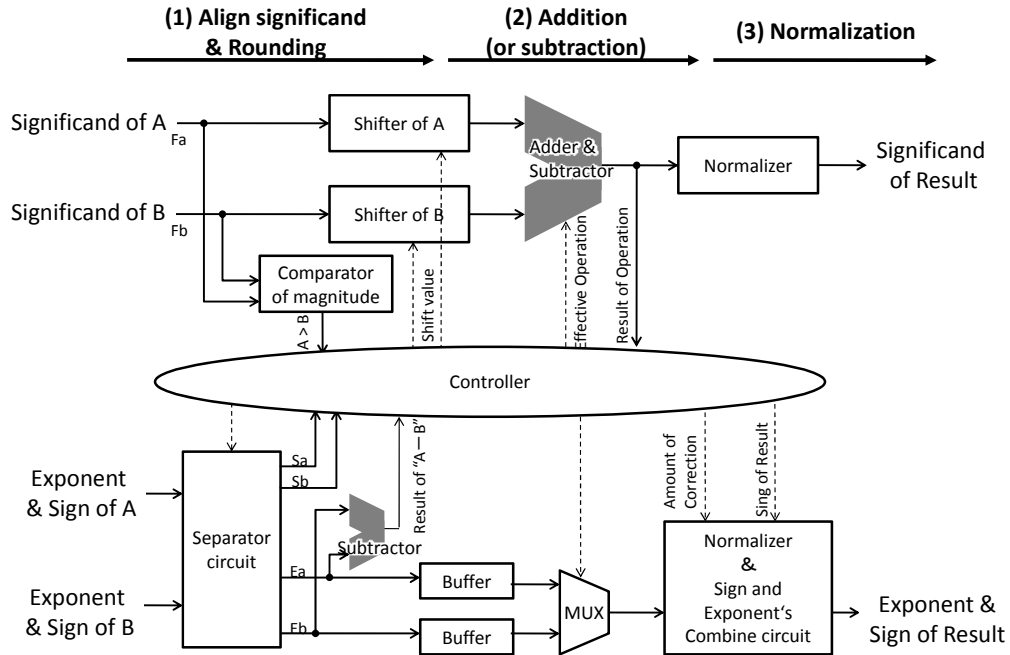 (1) Align significand
& Rounding
(2) Addition
(or subtraction)
(3) Normalization
Significand of A
Fa
Shifter of A
Adder &
Subtractor
Normalizer
Significand
of Result
Significand of B
Fb
Shifter of B
Comparator
of magnitude
A > B
Shift value
Effective Operation
Result of Operation
Controller
Exponent
& Sign of A
Separator
circuit
Sa
Sb
Subtractor
Result of "A — B"
Amount of
Correction
Sing of Result
Ea
Buffer
MUX
Normalizer
&
Sign and
Exponent's
Combine circuit
Exponent
& Sign of B
Eb
Buffer
Exponent &
Sign of Result